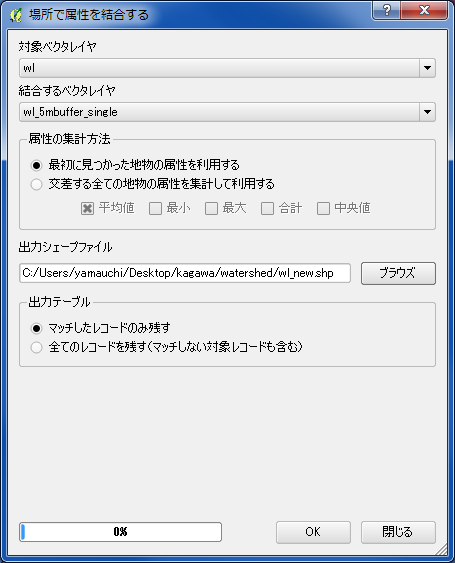 場所で属性を結合する
対象ベクタレイヤ
wl
結合するベクタレイヤ
wl_5mbuffer_single
属性の集計方法
最初に見つかった地物の属性を利用する
交差する全ての地物の属性を集計して利用する
平均値 最小 最大 合計 中央値
出力シェープファイル
C:/Users/yamauchi/Desktop/kagawa/watershed/wl_new.shp ブラウズ
出力テーブル
マッチしたレコードのみ残す
全てのレコードを残す(マッチしない対象レコードも含む)
0% OK 閉じる